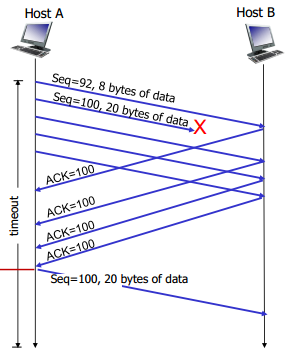 Host A
Host B
Seq=92, 8 bytes of data
Seq=100, 20 bytes of data
X
ACK=100
ACK=100
ACK=100
ACK=100
timeout
Seq=100, 20 bytes of data